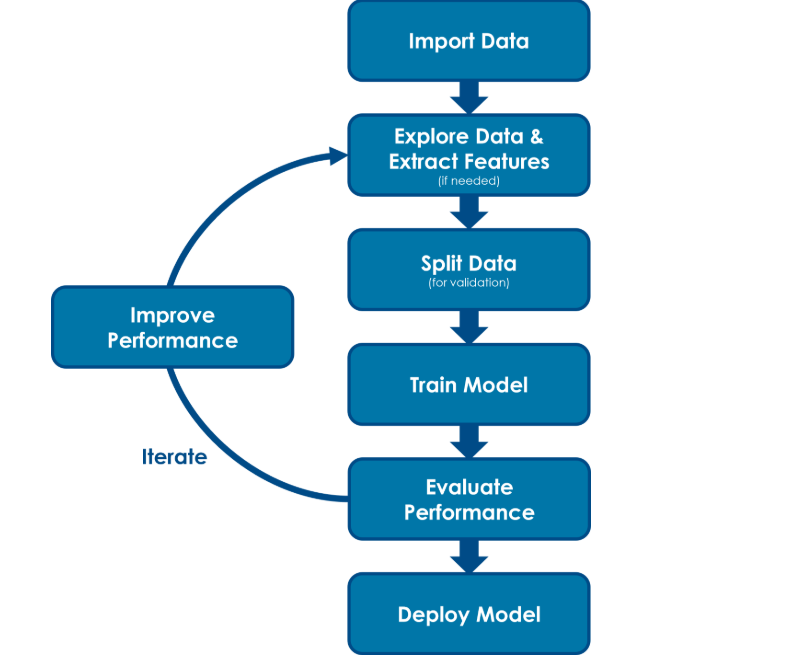 Import Data
Explore Data &
Extract Features
(if needed)
Split Data
(for validation)
Improve
Performance
Train Model
Iterate
Evaluate
Performance
Deploy Model